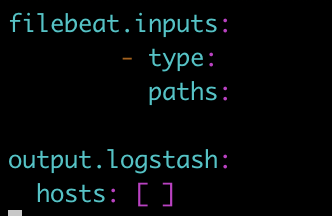 filebeat.inputs:
- type:
paths:
output.logstash:
hosts: [ ]